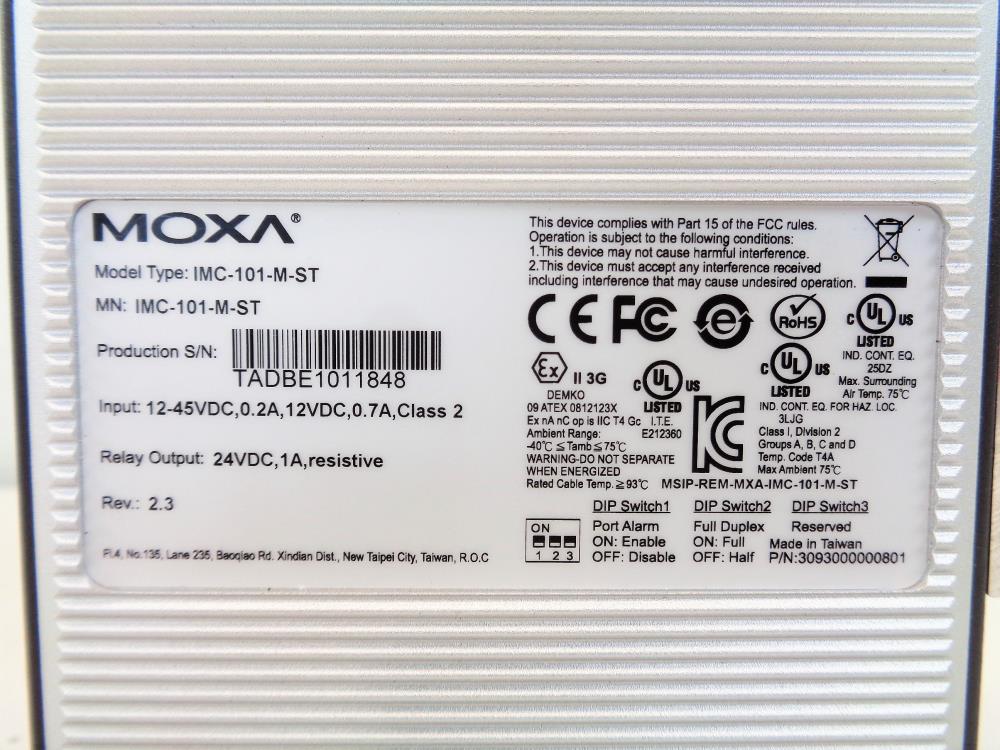 MOXA®
Model Type: IMC-101-M-ST
MN: IMC-101-M-ST
Production S/N:
TADBE1011848
Input: 12-45VDC,0.2A,12VDC,0.7A,Class 2
Relay Output: 24VDC,1A,resistive
Rev.: 2.3
Fl.4, No.135, Lane 235, Baoqiao Rd. Xindian Dist., New Taipei City, Taiwan, R.O.C
This device complies with Part 15 of the FCC rules.
Operation is subject to the following conditions:
1.This device may not cause harmful interference.
2.This device must accept any interference received
including interference that may cause undesired operation.
CE FC e RoHS
C UL US
LISTED
IND. CONT. EQ.
25DZ
Max. Surrounding
Air Temp. 75℃
Ex II 3G
DEMKO
09 ATEX 0812123X
Ex nA nC op is IIC T4 Gc
Ambient Range:
-40℃ ≦Tamb≦75℃
WARNING-DO NOT SEPARATE
WHEN ENERGIZED
Rated Cable Temp.≧93℃
C UL US
LISTED
I.T.E.
E212360
KC
C UL US
LISTED
IND. CONT. EQ. FOR HAZ. LOC.
3LJG
Class I, Division 2
Groups A, B, C and D
Temp. Code T4A
Max Ambient 75℃
MSIP-REM-MXA-IMC-101-M-ST
ON
1 2 3
DIP Switch1
Port Alarm
ON: Enable
OFF: Disable
DIP Switch2
Full Duplex
ON: Full
OFF: Half
DIP Switch3
Reserved
Made in Taiwan
P/N:3093000000801